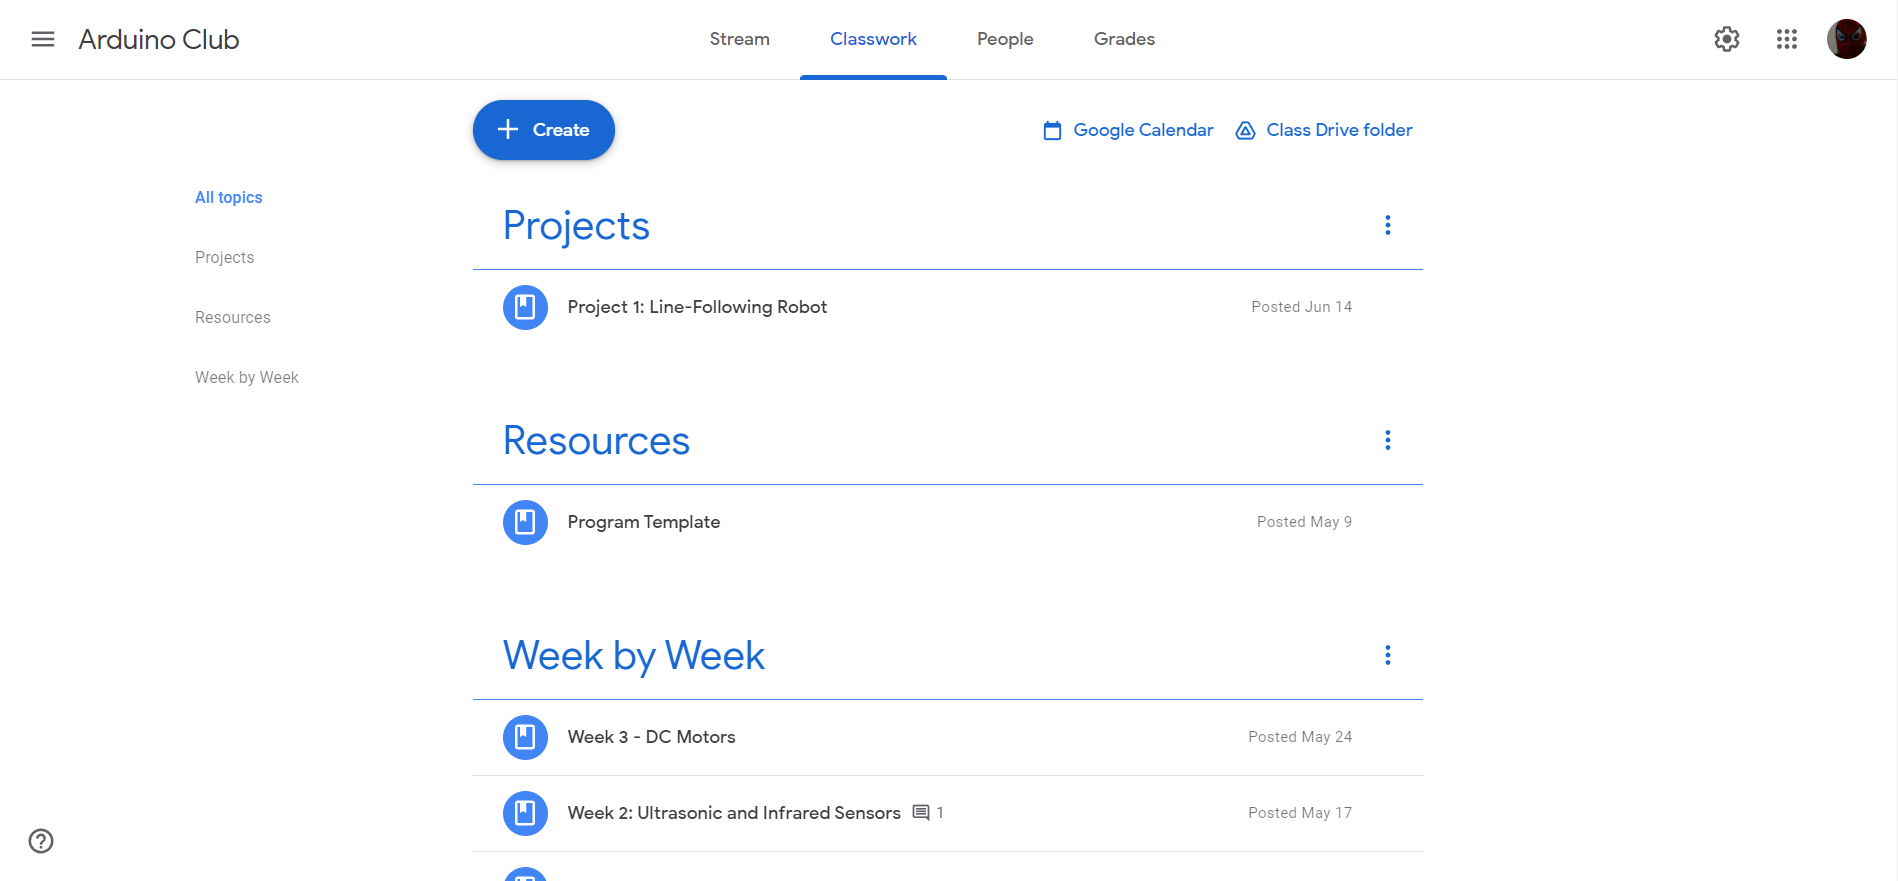 Arduino Club
Stream Classwork People Grades
Create
Google Calendar Class Drive folder
All topics
Projects
Resources
Week by Week
Projects
Project 1: Line-Following Robot Posted Jun 14
Resources
Program Template Posted May 9
Week by Week
Week 3 - DC Motors Posted May 24
Week 2: Ultrasonic and Infrared Sensors 1 Posted May 17